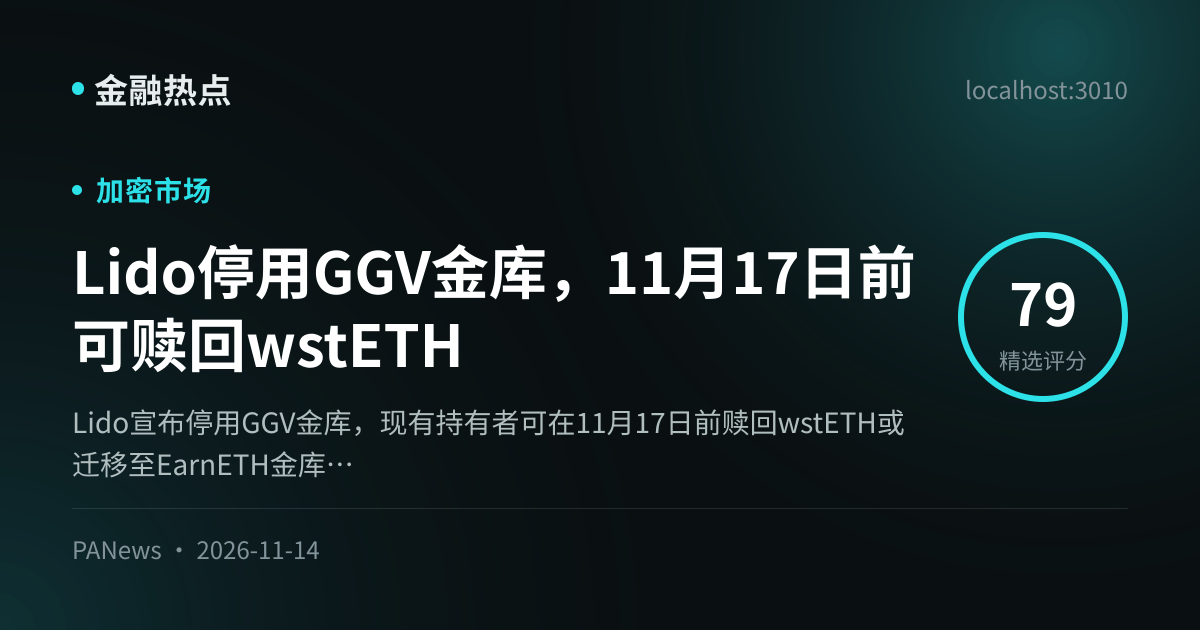 金融热点
localhost:3010
加密市场
Lido停用GGV金库，11月17日前
可赎回wstETH
79
精选评分
Lido宣布停用GGV金库，现有持有者可在11月17日前赎回wstETH或
迁移至EarnETH金库…
PANews · 2026-11-14